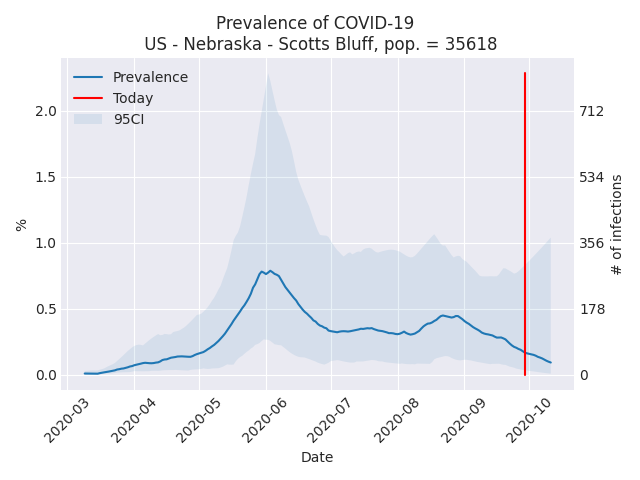 Prevalence of COVID-19
US - Nebraska - Scotts Bluff, pop. = 35618
Prevalence
Today
95CI
2.0
1.5
1.0
0.5
0.0
%
712
534
356
178
0
# of infections
2020-03
2020-04
2020-05
2020-06
2020-07
2020-08
2020-09
2020-10
Date